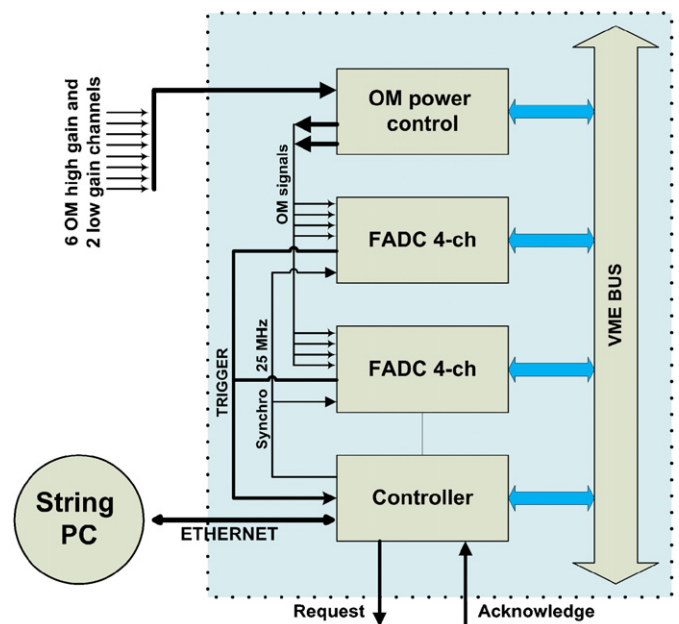 6 OM high gain and
2 low gain channels
OM power
control
OM signals
FADC 4-ch
FADC 4-ch
VME BUS
TRIGGER
Synchro 25 MHz
Controller
String
PC
ETHERNET
Request
Acknowledge